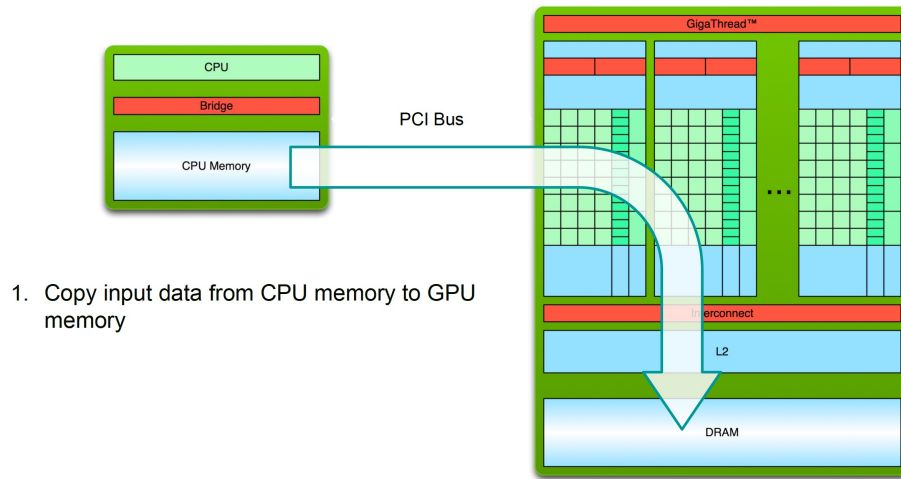 GigaThread™
CPU
Bridge
PCI Bus
CPU Memory
...
1. Copy input data from CPU memory to GPU
memory
Interconnect
L2
DRAM